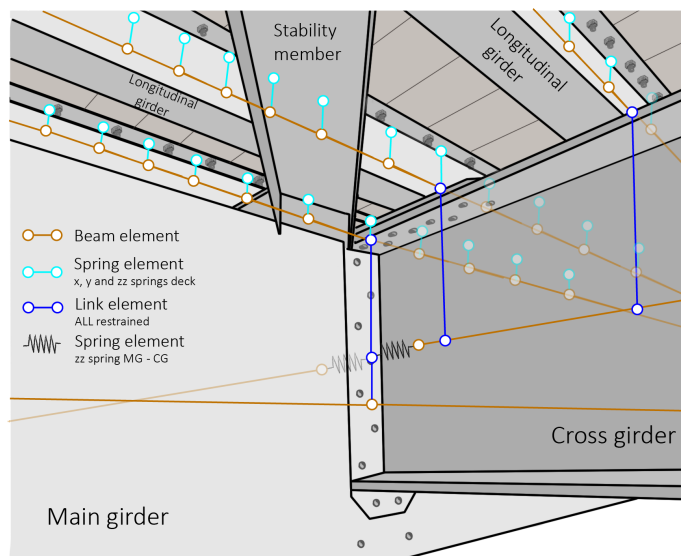 Stability
member
Longitudinal
girder
Longitudinal
girder
Beam element
Spring element
x, y and zz springs deck
Link element
ALL restrained
Spring element
zz spring MG - CG
Cross girder
Main girder